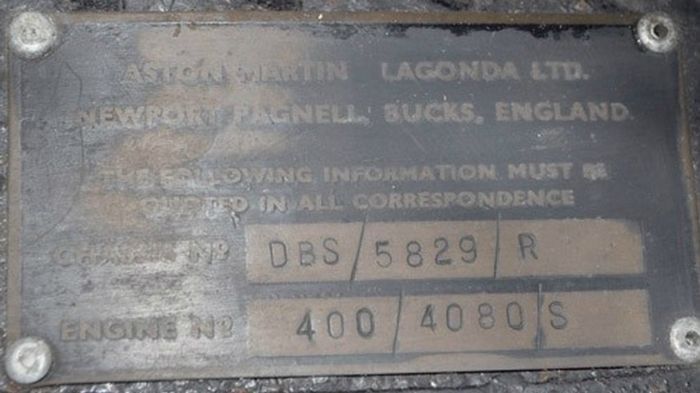 ASTON MARTIN LAGONDA LTD.
NEWPORT PAGNELL, BUCKS, ENGLAND.
THE FOLLOWING INFORMATION MUST BE
QUOTED IN ALL CORRESPONDENCE
CHASSIS Nº DBS/5829/R
ENGINE Nº 400/4080/S